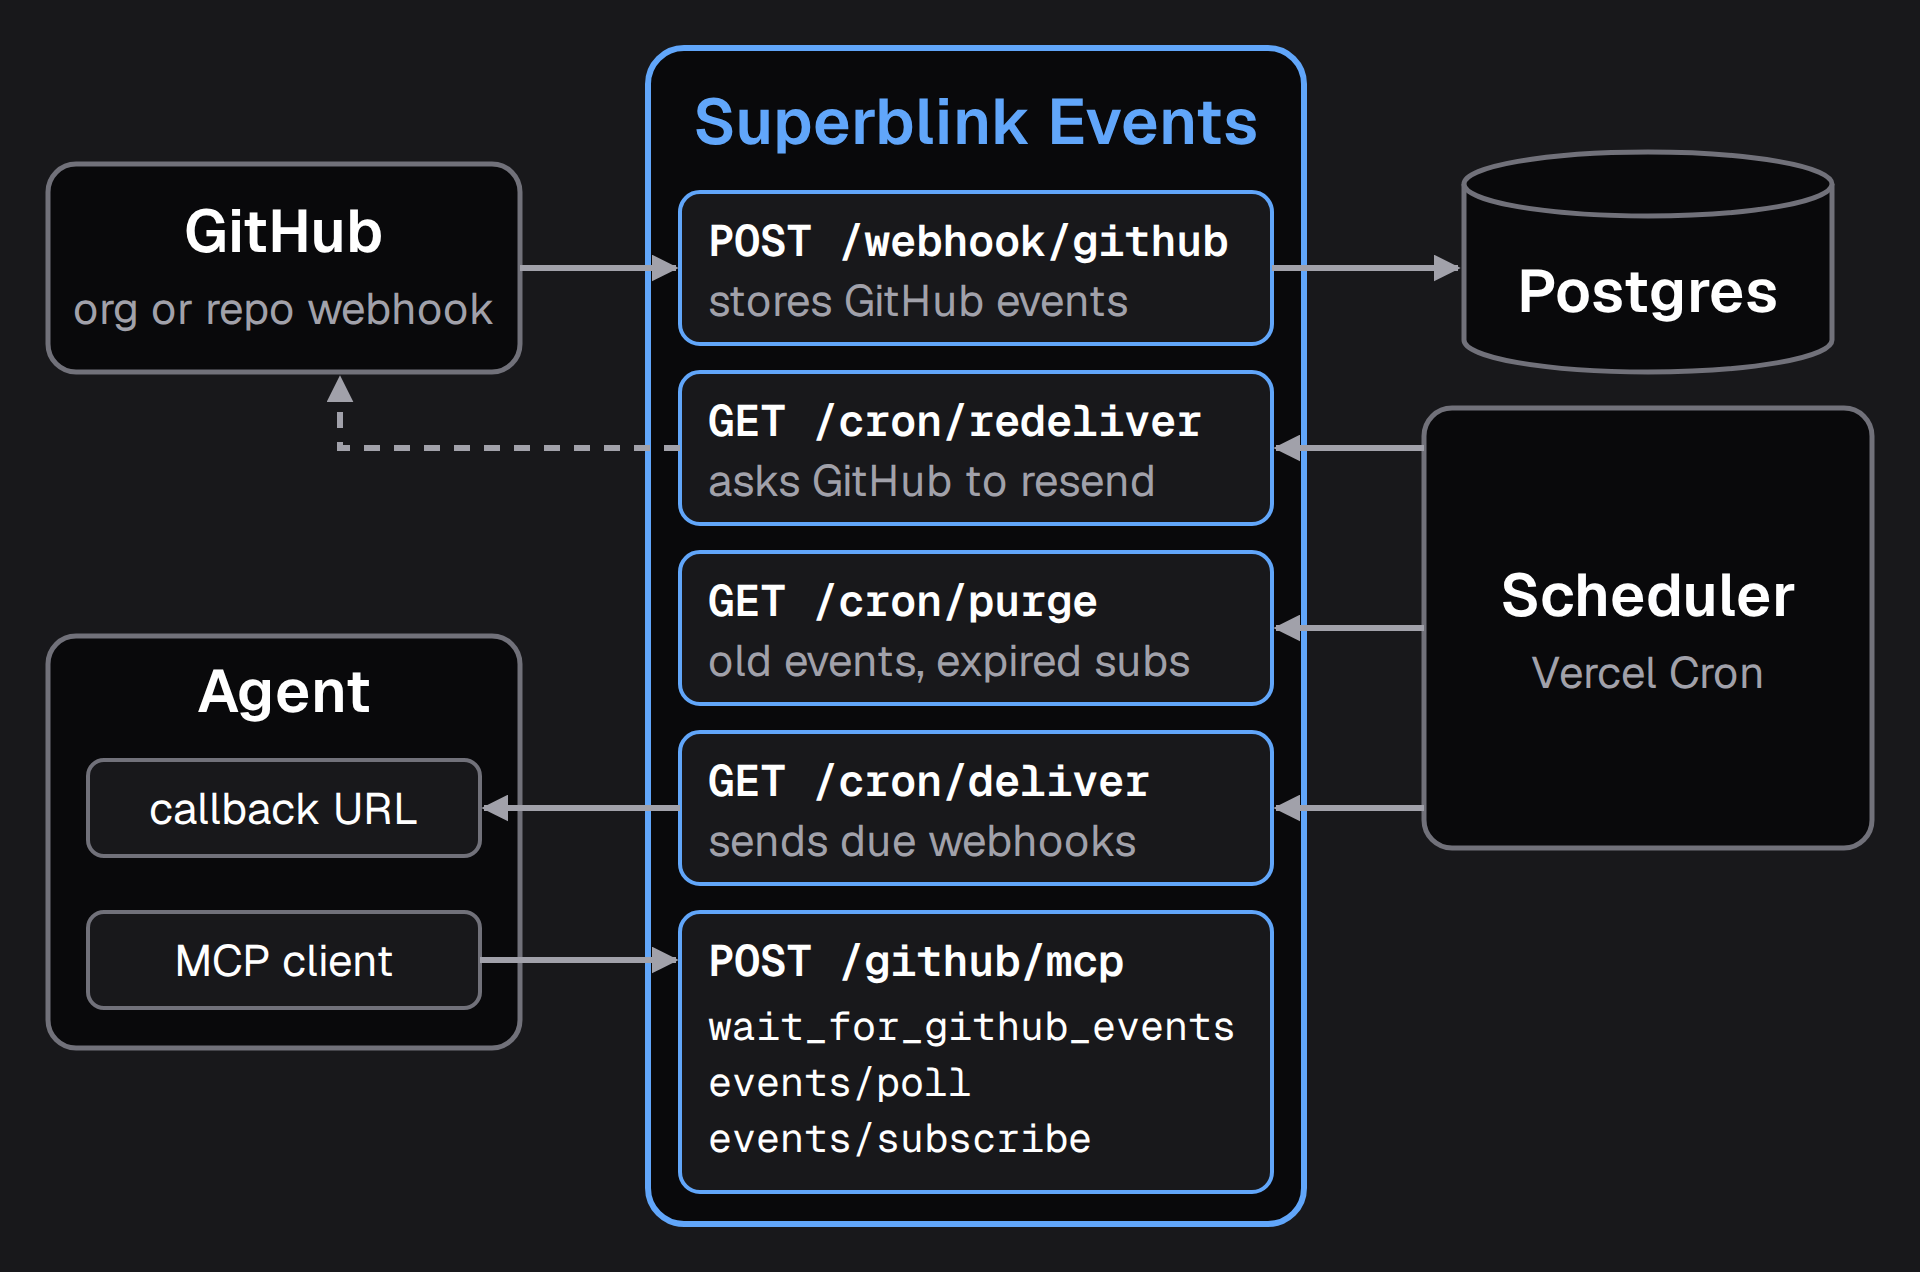 Superblink Events
GitHub
org or repo webhook
POST /webhook/github
stores GitHub events
Postgres
GET /cron/redeliver
asks GitHub to resend
GET /cron/purge
old events, expired subs
Scheduler
Vercel Cron
Agent
callback URL
MCP client
GET /cron/deliver
sends due webhooks
POST /github/mcp
wait_for_github_events
events/poll
events/subscribe